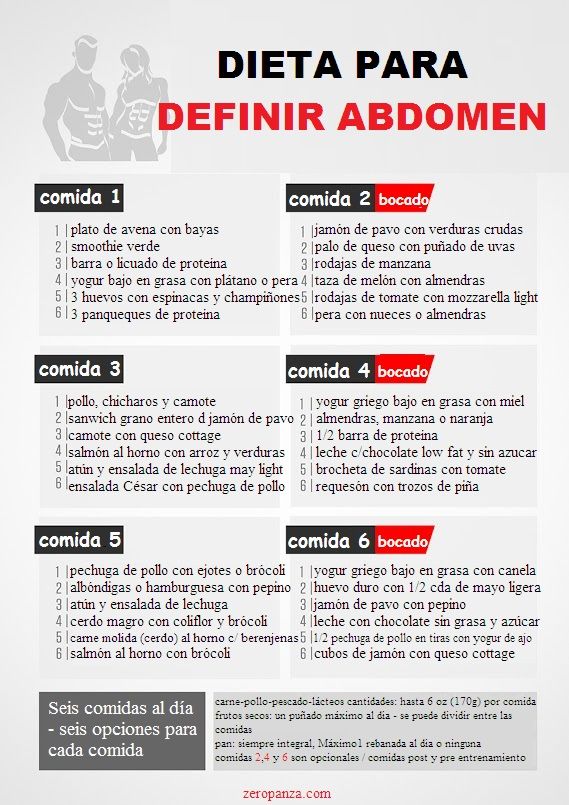 DIETA PARA
DEFINIR ABDOMEN
comida 1
1 plato de avena con bayas
2 smoothie verde
3 barra o licuado de proteina
4 yogur bajo en grasa con plátano o pera
5 3 huevos con espinacas y champiñones
6 3 panqueques de proteina
comida 2 bocado
1 jamón de pavo con verduras crudas
2 palo de queso con puñado de uvas
3 rodajas de manzana
4 taza de melón con almendras
5 rodajas de tomate con mozzarella light
6 pera con nueces o almendras
comida 3
1 pollo, chicharos y camote
2 sanwich grano entero d jamón de pavo
3 camote con queso cottage
4 salmón al horno con arroz y verduras
5 atún y ensalada de lechuga may light
6 ensalada César con pechuga de pollo
comida 4 bocado
1 yogurt griego bajo en grasa con miel
2 almendras, manzana o naranja
3 1/2 barra de proteina
4 leche c/chocolate low fat y sin azucar
5 brocheta de sardinas con tomate
6 requesón con trozos de piña
comida 5
1 pechuga de pollo con ejotes o brócoli
2 albóndigas o hamburguesa con pepino
3 atún y ensalada de lechuga
4 cerdo magro con coliflor y brócoli
5 carne molida (cerdo) al horno c/ berenjenas
6 salmón al horno con brócoli
comida 6 bocado
1 yogur griego bajo en grasa con canela
2 huevo duro con 1/2 cda de mayo ligera
3 jamón de pavo con pepino
4 leche con chocolate sin grasa y azúcar
5 1/2 pechuga de pollo en tiras con yogur de ajo
6 cubos de jamón con queso cottage
Seis comidas al día
- seis opciones para
cada comida
carne-pollo-pescado-lácteos cantidades: hasta 6 oz (170g) por comida
frutos secos: un puñado máximo al dia - se puede dividir entre las
comidas
pan: siempre integral, Máximo1 rebanada al dia o ninguna
comidas 2,4 y 6 son opcionales / comidas post y pre entrenamiento
zeropanza.com